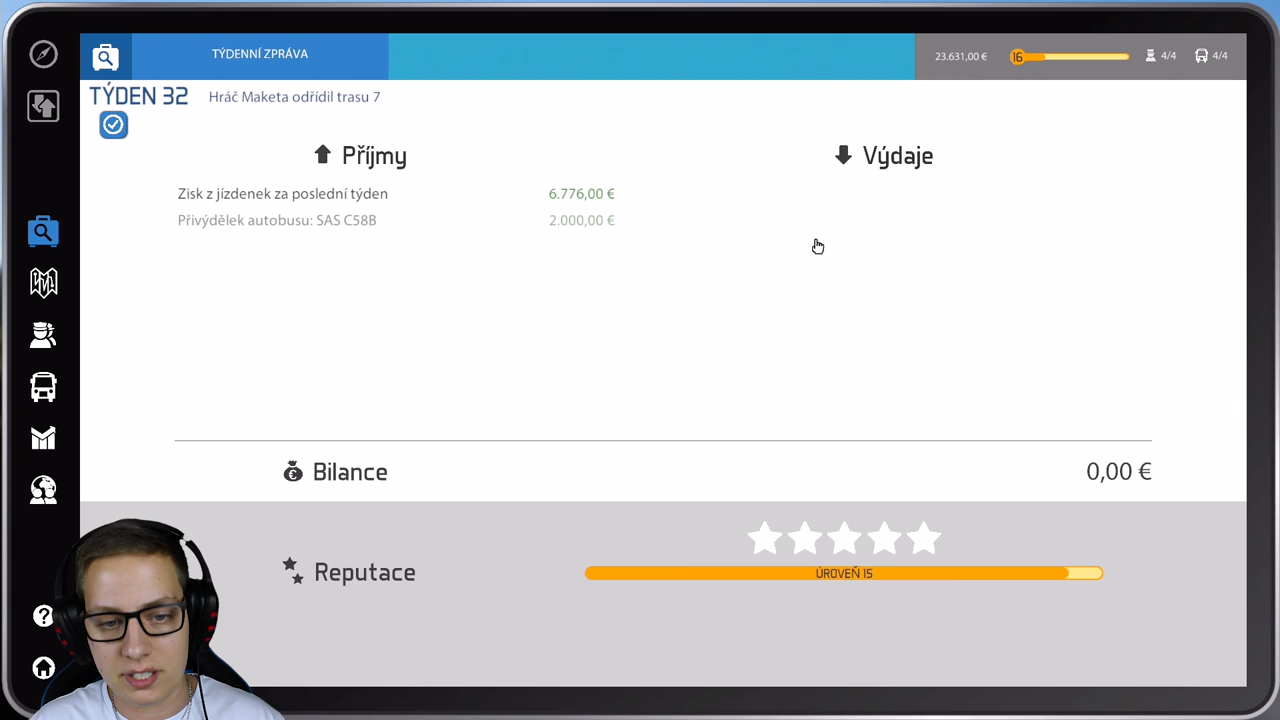 TÝDENNÍ ZPRÁVA
23.631,00 €
16
4/4
4/4
TÝDEN 32
Hráč Maketa odřídil trasu 7
Příjmy
Výdaje
Zisk z jízdenek za poslední týden 6.776,00 €
Přivýdělek autobusu: SAS C58B 2.000,00 €
Bilance
0,00 €
Reputace
ÚROVEŇ 15